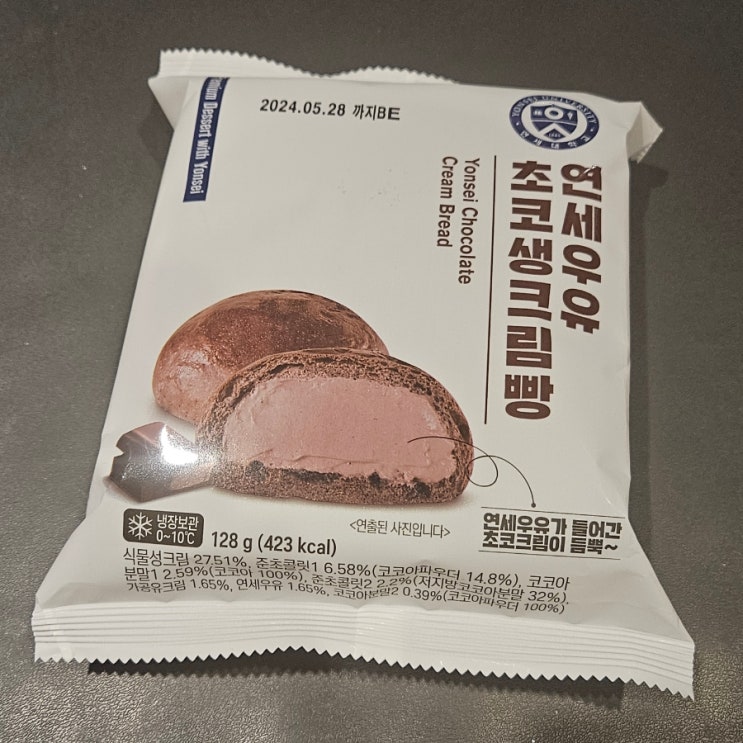 2024.05.28 까지BE
Premium Dessert with Yonsei
YONSEI UNIVERSITY
연세대학교
연세우유
초코생크림빵
Yonsei Chocolate
Cream Bread
연세우유가 들어간
초코크림이 듬뿍~
<연출된 사진입니다>
냉장보관
0~10℃
128 g (423 kcal)
식물성크림 27.51%, 준초콜릿1 6.58%(코코아파우더 14.8%), 코코아
분말1 2.59%(코코아 100%), 준초콜릿2 2.2%(저지방코코아분말 32%),
가공유크림 1.65%, 연세우유 1.65%, 코코아분말2 0.39%(코코아파우더 100%)